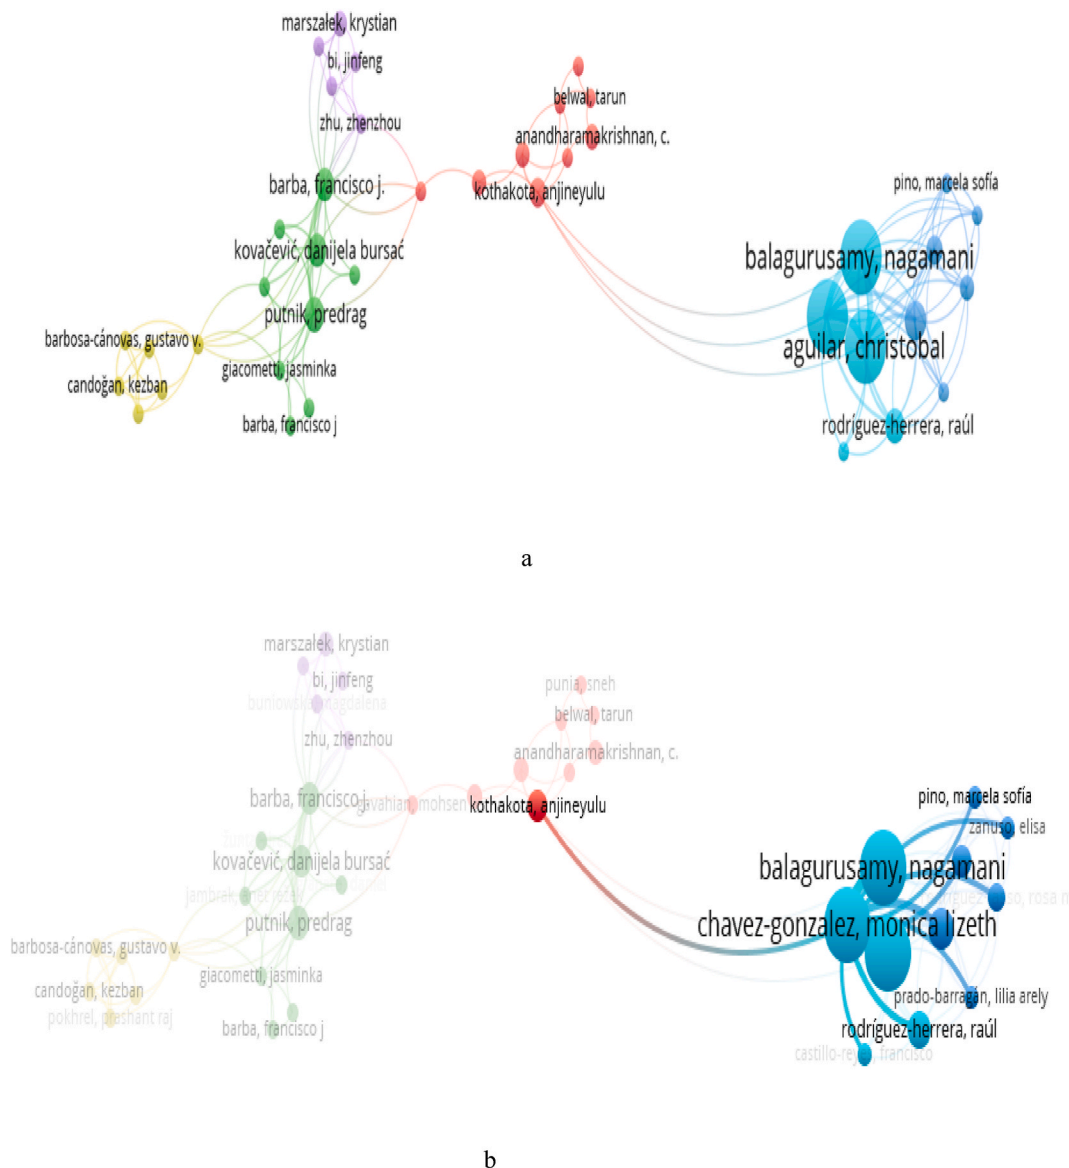 marszałek, krystian
bi, jinfeng
zhu, zhenzhou
belwal, tarun
anandharamakrishnan, c.
kothakota, anjineyulu
barba, francisco j.
kovačević, danijela bursać
putnik, predrag
giacometti, jasminka
barba, francisco j
barbosa-cánovas, gustavo v.
candoğan, kezban
pino, marcela sofía
balagurusamy, nagamani
aguilar, christobal
rodríguez-herrera, raúl
a
marszałek, krystian
bi, jinfeng
zhu, zhenzhou
punia, sneh
belwal, tarun
anandharamakrishnan, c.
barba, francisco j.
gavahian, mohsen
kothakota, anjineyulu
kovačević, danijela bursać
putnik, predrag
giacometti, jasminka
barba, francisco j
barbosa-cánovas, gustavo v.
candoğan, kezban
pokhrel, prashant raj
pino, marcela sofía
zanuso, elisa
balagurusamy, nagamani
chavez-gonzalez, monica lizeth
prado-barragán, lilia arely
rodríguez-herrera, raúl
francisco
b